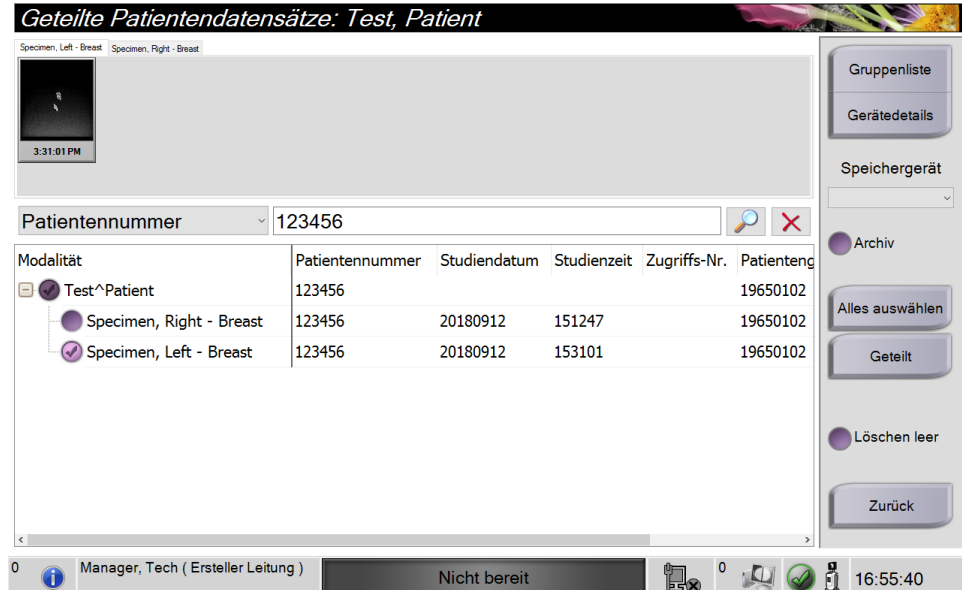 Geteilte Patientendatensätze: Test, Patient
Specimen, Left - Breast Specimen, Right - Breast
3:31:01 PM
Gruppenliste
Gerätedetails
Speichergerät
Archiv
Alles auswählen
Geteilt
Löschen leer
Zurück
Patientennummer 123456
Modalität Patientennummer Studiendatum Studienzeit Zugriffs-Nr. Patienteng
Test^Patient 123456 19650102
Specimen, Right - Breast 123456 20180912 151247 19650102
Specimen, Left - Breast 123456 20180912 153101 19650102
0 Manager, Tech ( Ersteller Leitung ) Nicht bereit 0 16:55:40